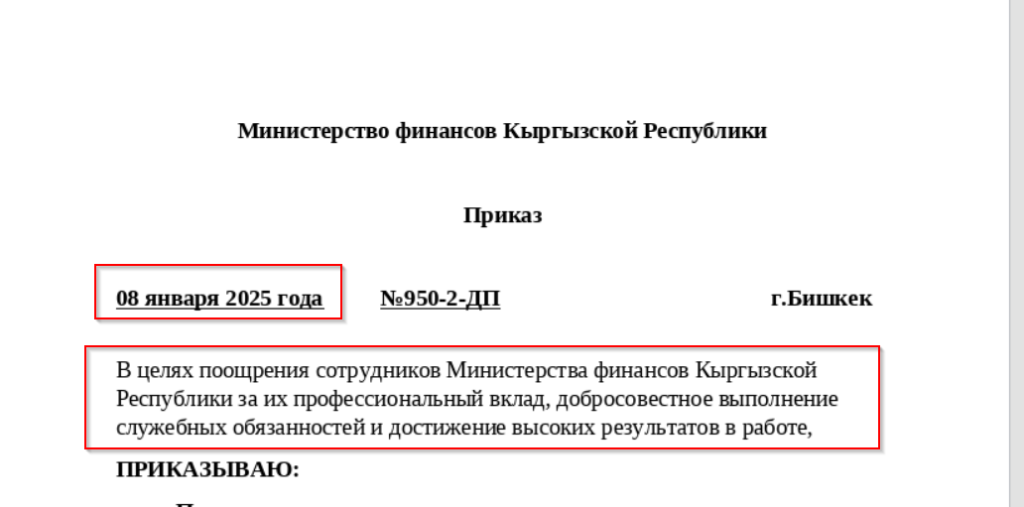 Министерство финансов Кыргызской Республики
Приказ
08 января 2025 года №950-2-ДП г.Бишкек
В целях поощрения сотрудников Министерства финансов Кыргызской
Республики за их профессиональный вклад, добросовестное выполнение
служебных обязанностей и достижение высоких результатов в работе,
ПРИКАЗЫВАЮ: